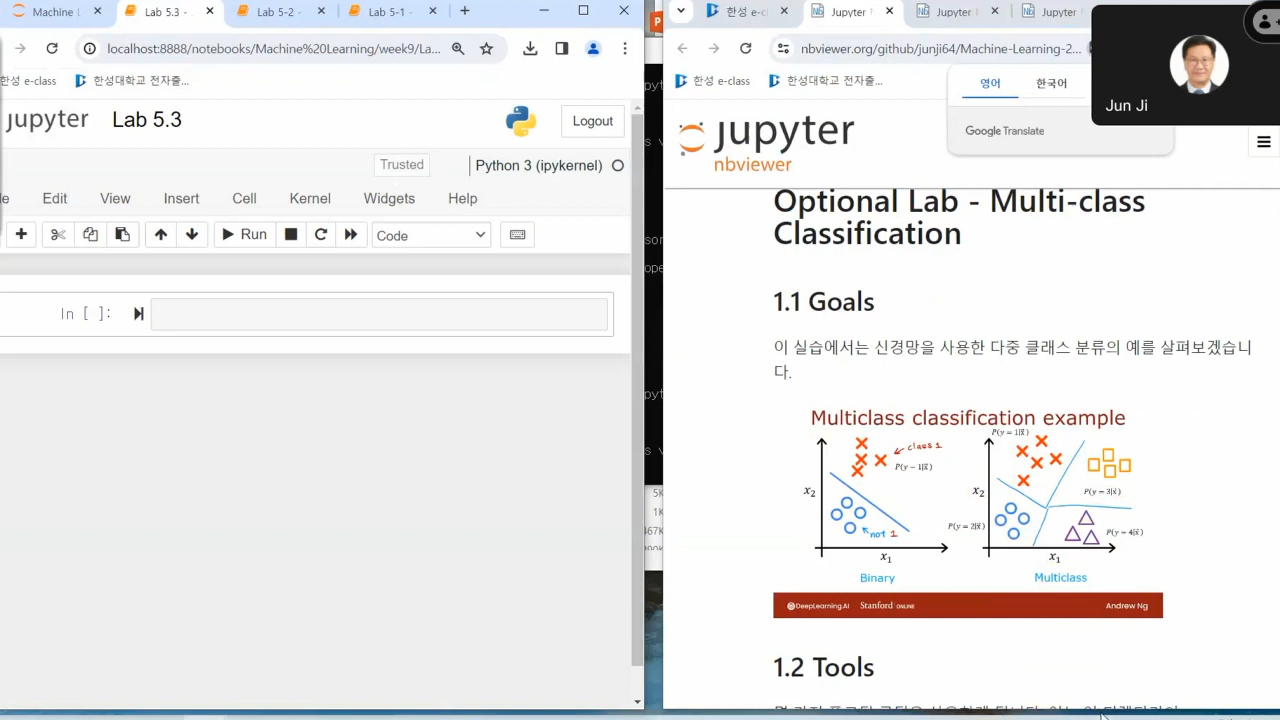 Machine l
Lab 5.3 -
Lab 5-2
Lab
localhost:8888/notebooks/Machine%20Learning/lecture_ex9/La...
한성 e-class
한성대학교 전자출...
jupyter
Lab 5.3
Logout
Trusted
Python 3 (ipykernel)
Edit
View
Insert
Cell
Kernel
Widgets
Help
Run
Code
In [ ]:
한성 e-c
Jupyter
Jupyter
Jupyter
nbviewer.org/github/junji64/Machine-Learning-2...
한성 e-class
한성대학교 전자출...
영어
한국어
Google Translate
Jun Ji
jupyter
nbviewer
Optional Lab - Multi-class
Classification
1.1 Goals
이 실습에서는 신경망을 사용한 다중 클래스 분류의 예를 살펴보겠습니
다.
Multiclass classification example
class 1
P(y = 1|x⃗)
not 1
x₂
x₁
Binary
P(y = 1|x⃗)
P(y = 3|x⃗)
P(y = 2|x⃗)
P(y = 4|x⃗)
x₂
x₁
Multiclass
DeepLearning.AI
Stanford ONLINE
Andrew Ng
1.2 Tools